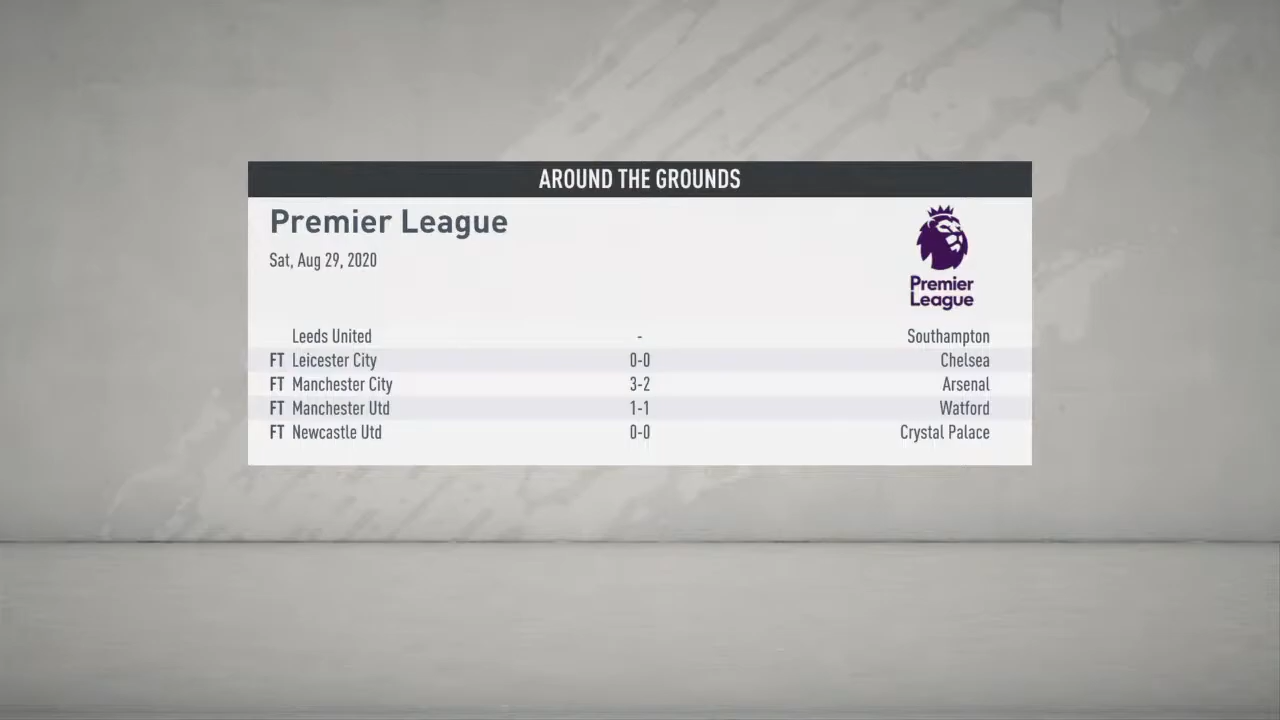 AROUND THE GROUNDS
Premier League
Sat, Aug 29, 2020
Premier
League
Leeds United - Southampton
FT Leicester City 0-0 Chelsea
FT Manchester City 3-2 Arsenal
FT Manchester Utd 1-1 Watford
FT Newcastle Utd 0-0 Crystal Palace